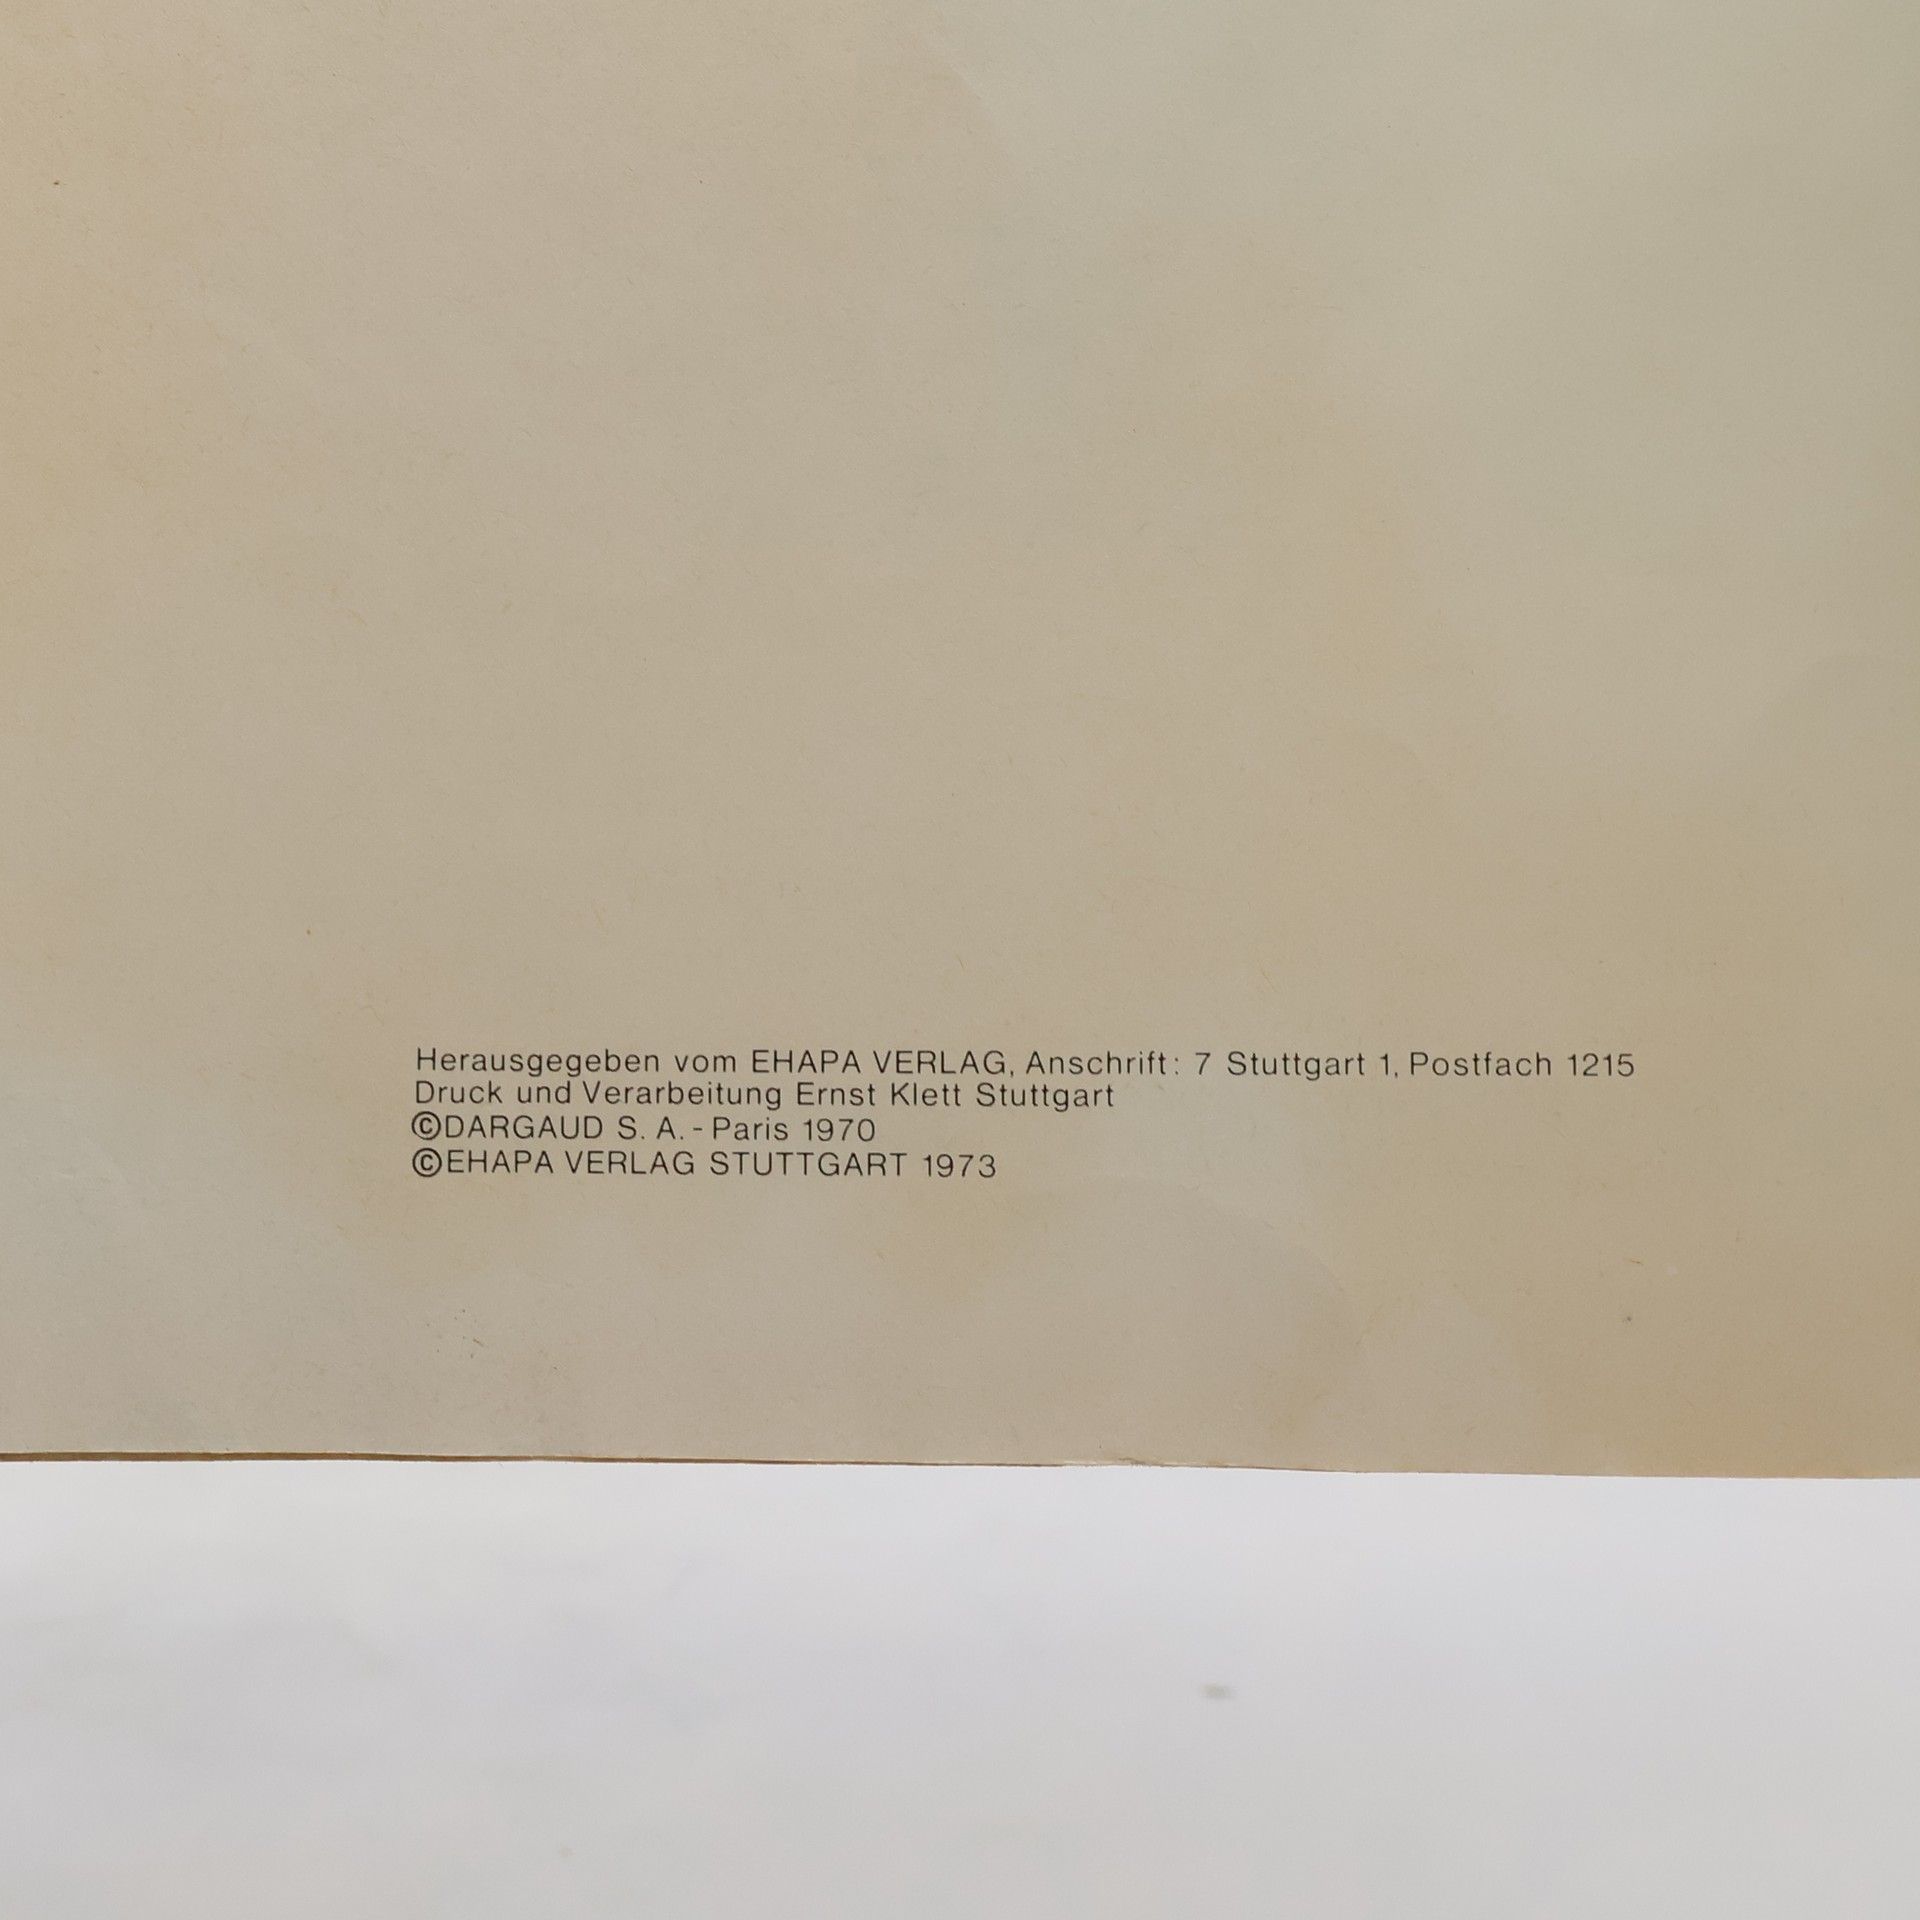 Herausgegeben vom EHAPA VERLAG, Anschrift: 7 Stuttgart 1, Postfach 1215
Druck und Verarbeitung Ernst Klett Stuttgart
©DARGAUD S. A. - Paris 1970
©EHAPA VERLAG STUTTGART 1973